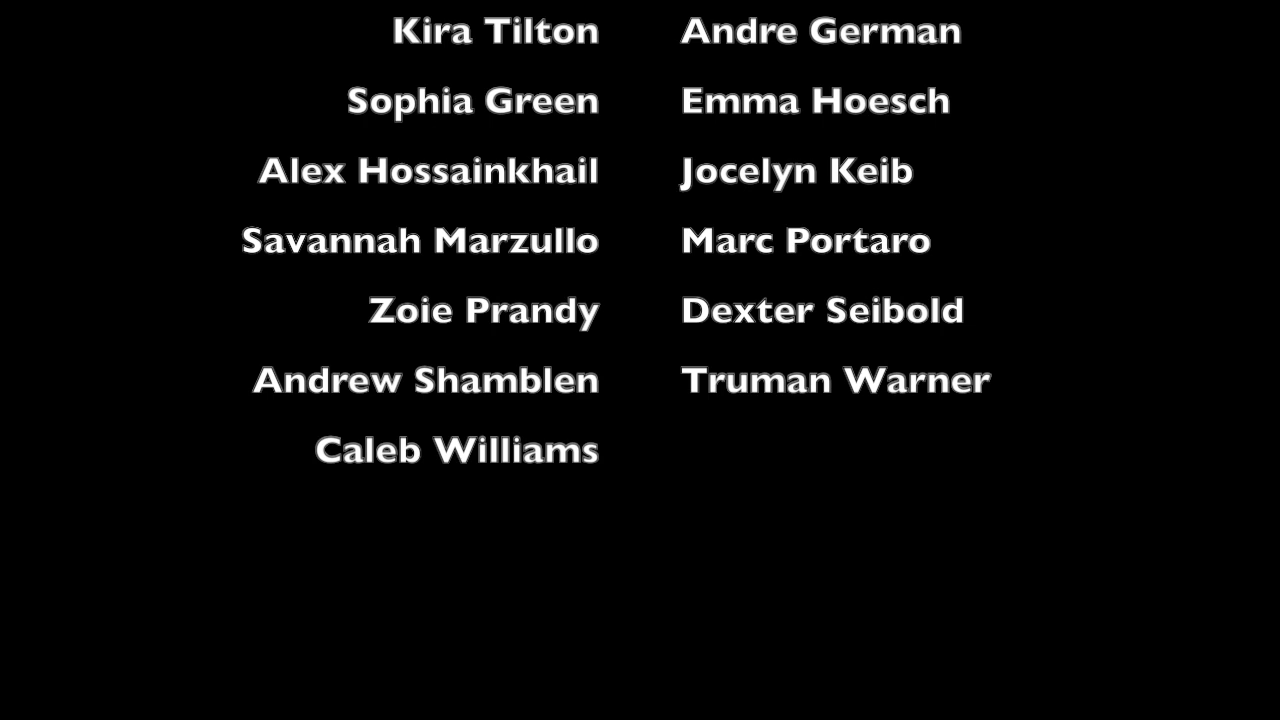 Kira Tilton Andre German
Sophia Green Emma Hoesch
Alex Hossainkhail Jocelyn Keib
Savannah Marzullo Marc Portaro
Zoie Prandy Dexter Seibold
Andrew Shamblen Truman Warner
Caleb Williams